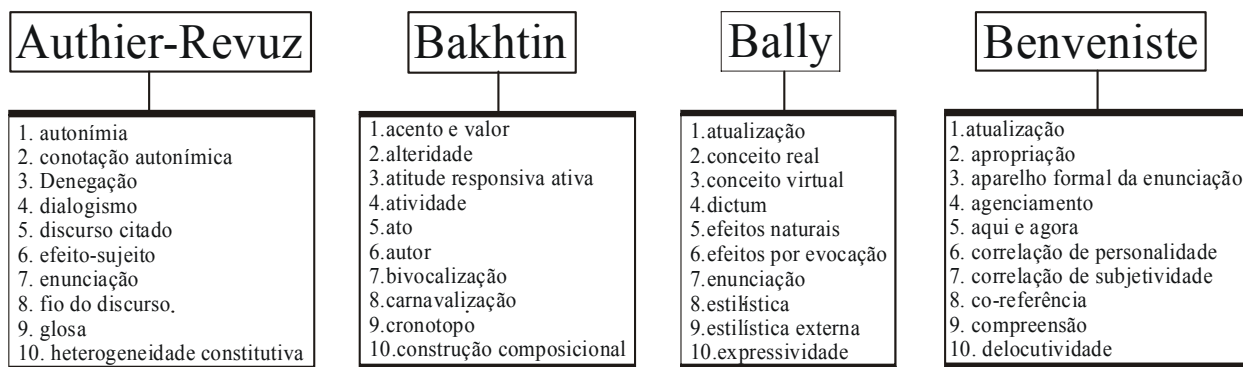 Authier-Revuz
1. autonímia
2. conotação autonímica
3. Denegação
4. dialogismo
5. discurso citado
6. efeito-sujeito
7. enunciação
8. fio do discurso.
9. glosa
10. heterogeneidade constitutiva
Bakhtin
1.acento e valor
2.alteridade
3.atitude responsiva ativa
4.atividade
5.ato
6.autor
7.bivocalização
8.carnavalização
9.cronotopo
10.construção composicional
Bally
1.atualização
2.conceito real
3.conceito virtual
4.dictum
5.efeitos naturais
6.efeitos por evocação
7.enunciação
8.estilística
9.estilística externa
10.expressividade
Benveniste
1.atualização
2. apropriação
3. aparelho formal da enunciação
4. agenciamento
5. aqui e agora
6. correlação de personalidade
7. correlação de subjetividade
8. co-referência
9. compreensão
10. delocutividade